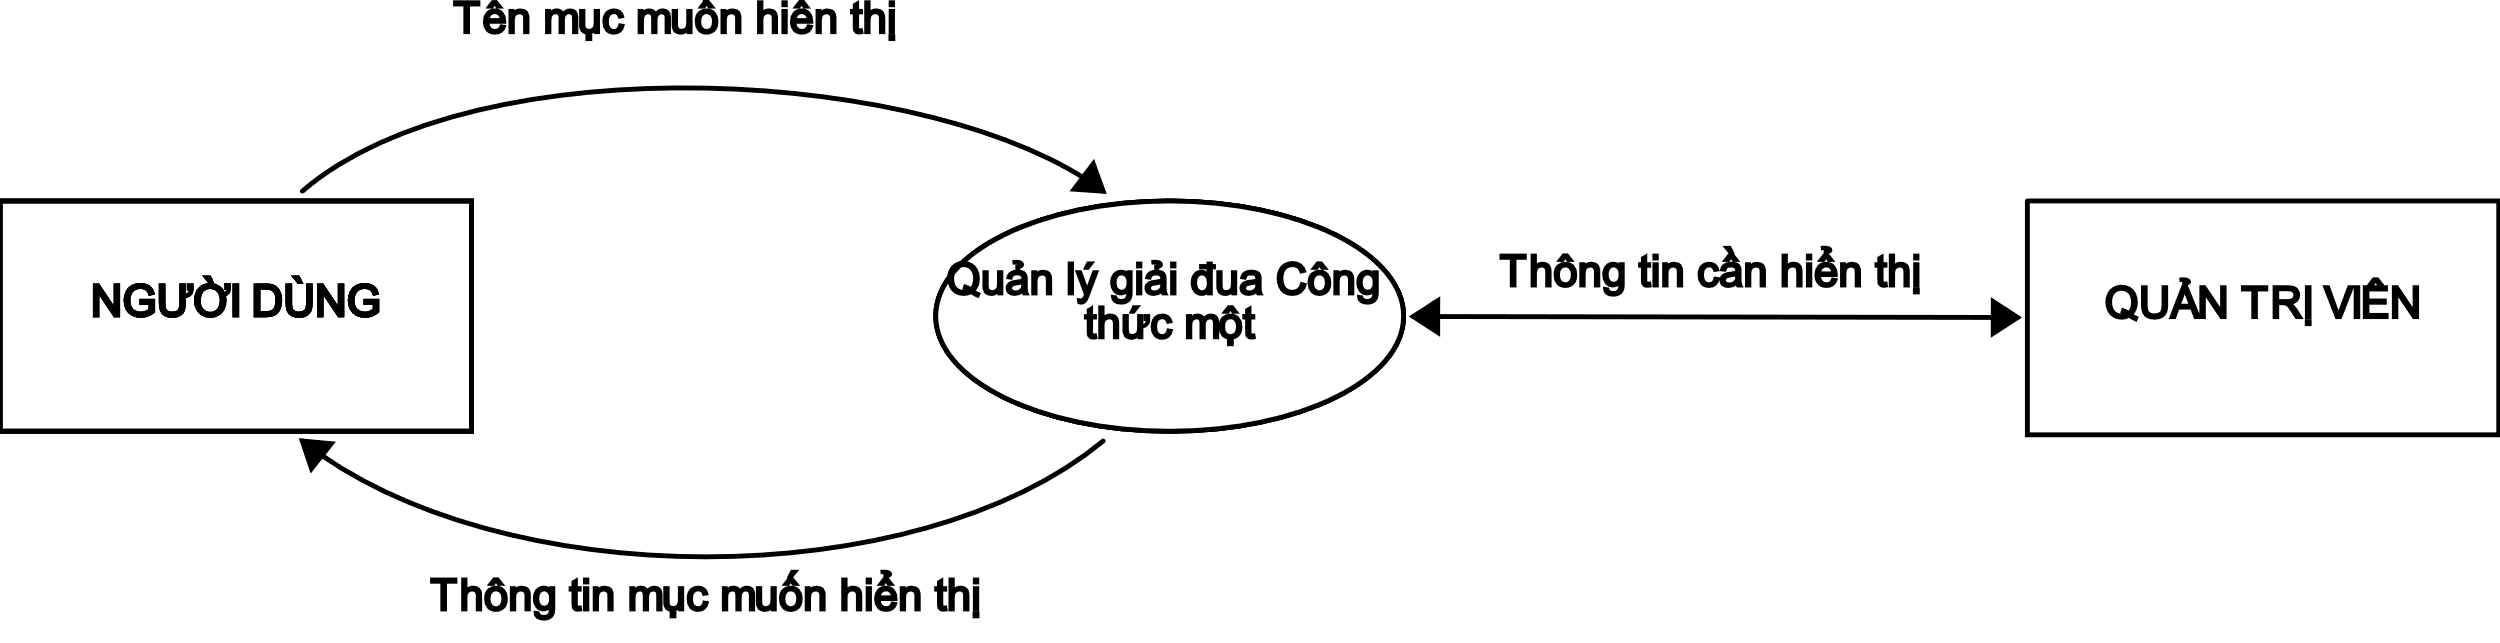 Tên mục muốn hiển thị
Thông tin cần hiển thị
NGƯỜI DÙNG
Quản lý giải đua Công
thức một
QUẢN TRỊ VIÊN
Thông tin mục muốn hiển thị